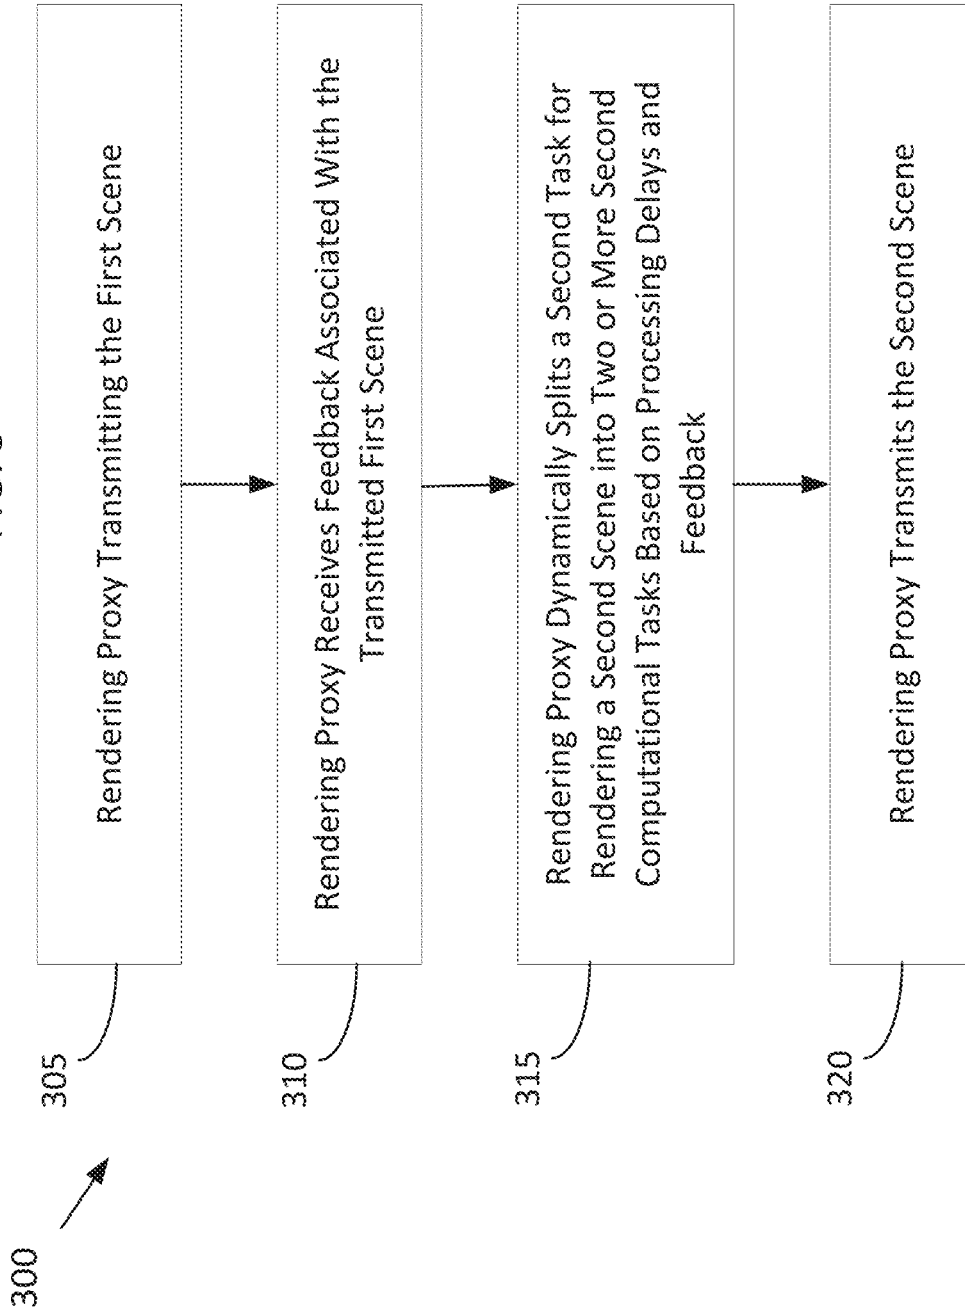 300
305
Rendering Proxy Transmitting the First Scene
310
Rendering Proxy Receives Feedback Associated With the
Transmitted First Scene
315
Rendering Proxy Dynamically Splits a Second Task for
Rendering a Second Scene into Two or More Second
Computational Tasks Based on Processing Delays and
Feedback
320
Rendering Proxy Transmits the Second Scene